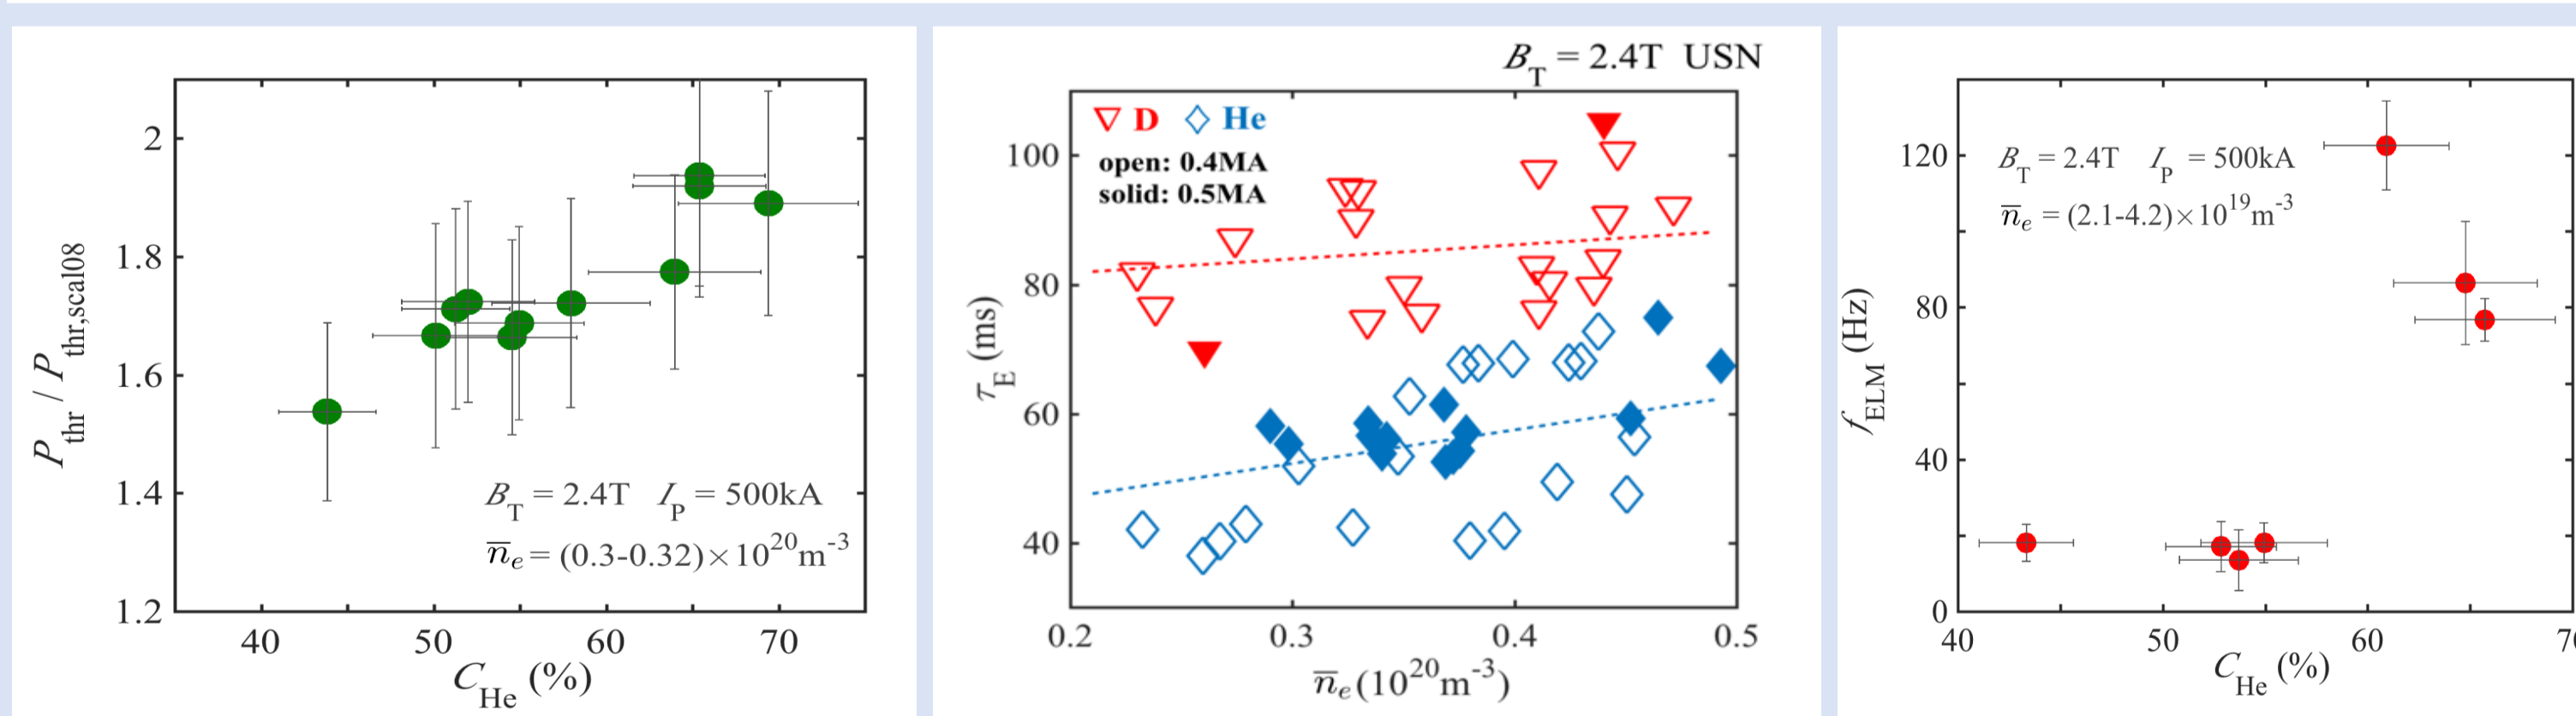 2
1.8
1.6
1.4
1.2
40 50 60 70
P_thr / P_thr,scal08
B_T = 2.4T I_P = 500kA
n̅_e = (0.3-0.32)×10^20 m^-3
C_He (%)
B_T = 2.4T USN
D He
open: 0.4MA
solid: 0.5MA
100
80
60
40
0.2 0.3 0.4 0.5
τ_E (ms)
n̅_e (10^20 m^-3)
B_T = 2.4T I_P = 500kA
n̅_e = (2.1-4.2)×10^19 m^-3
120
80
40
0
40 50 60
f_ELM (Hz)
C_He (%)